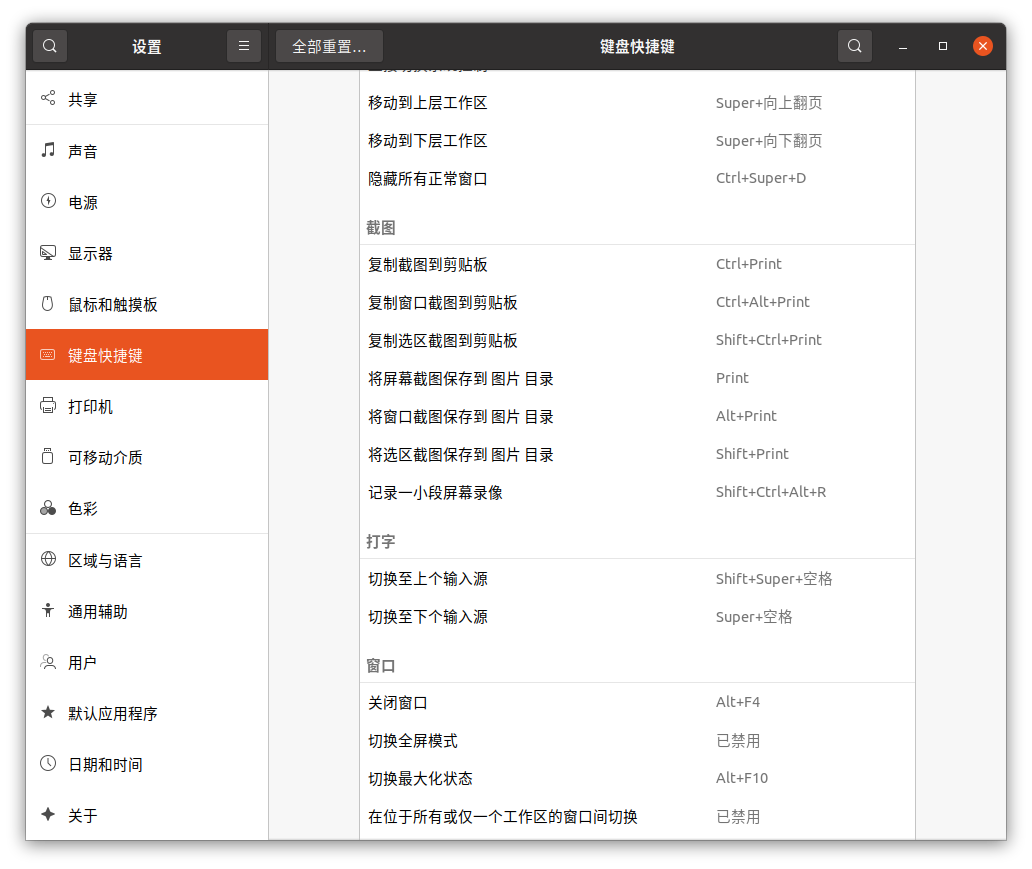 设置
全部重置…
键盘快捷键
共享
声音
电源
显示器
鼠标和触摸板
键盘快捷键
打印机
可移动介质
色彩
区域与语言
通用辅助
用户
默认应用程序
日期和时间
关于
移动到上层工作区 Super+向上翻页
移动到下层工作区 Super+向下翻页
隐藏所有正常窗口 Ctrl+Super+D
截图
复制截图到剪贴板 Ctrl+Print
复制窗口截图到剪贴板 Ctrl+Alt+Print
复制选区截图到剪贴板 Shift+Ctrl+Print
将屏幕截图保存到 图片 目录 Print
将窗口截图保存到 图片 目录 Alt+Print
将选区截图保存到 图片 目录 Shift+Print
记录一小段屏幕录像 Shift+Ctrl+Alt+R
打字
切换至上个输入源 Shift+Super+空格
切换至下个输入源 Super+空格
窗口
关闭窗口 Alt+F4
切换全屏模式 已禁用
切换最大化状态 Alt+F10
在位于所有或仅一个工作区的窗口间切换 已禁用